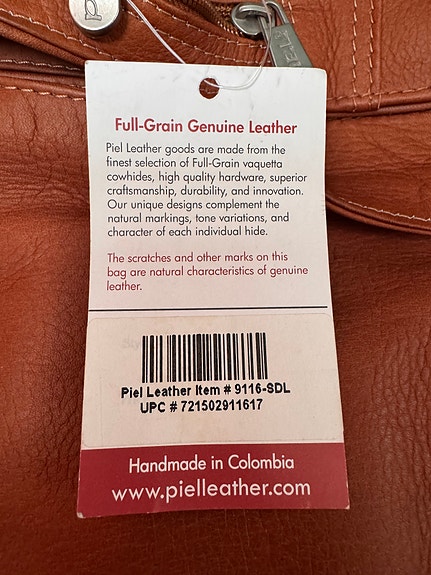 Full-Grain Genuine Leather
Piel Leather goods are made from the
finest selection of Full-Grain vaquetta
cowhides, high quality hardware, superior
craftsmanship, durability, and innovation.
Our unique designs complement the
natural markings, tone variations, and
character of each individual hide.
The scratches and other marks on this
bag are natural characteristics of genuine
leather.
Piel Leather Item # 9116-SDL
UPC # 721502911617
Handmade in Colombia
www.pielleather.com